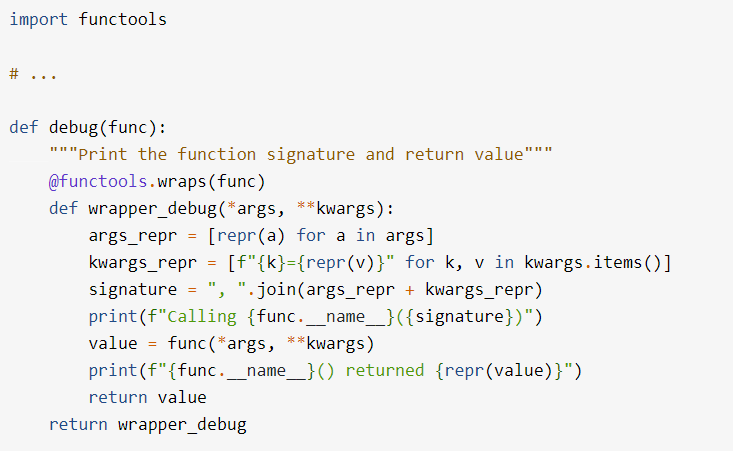 import functools
# ...
def debug(func):
    """Print the function signature and return value"""
    @functools.wraps(func)
    def wrapper_debug(*args, **kwargs):
        args_repr = [repr(a) for a in args]
        kwargs_repr = [f"{k}={repr(v)}" for k, v in kwargs.items()]
        signature = ", ".join(args_repr + kwargs_repr)
        print(f"Calling {func.__name__}({signature})")
        value = func(*args, **kwargs)
        print(f"{func.__name__}() returned {repr(value)}")
        return value
    return wrapper_debug